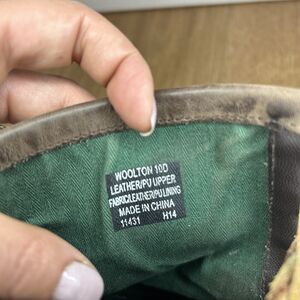 WOOLTON 10D
LEATHER/PU UPPER
FABRIC/LEATHER/PU LINING
MADE IN CHINA
11431 H14